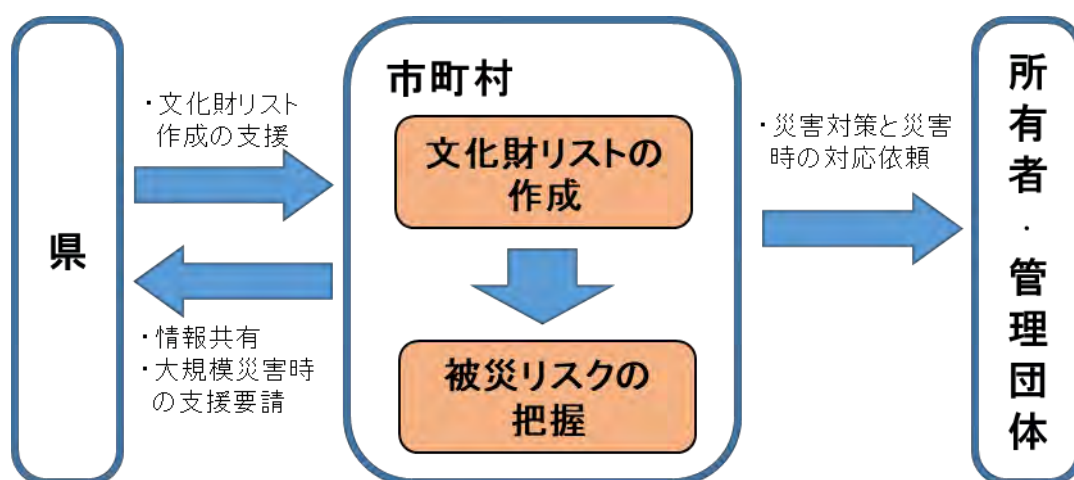 県
・文化財リスト
作成の支援
・情報共有
・大規模災害時
の支援要請
市町村
文化財リストの
作成
被災リスクの
把握
・災害対策と災害
時の対応依頼
所有者・管理団体